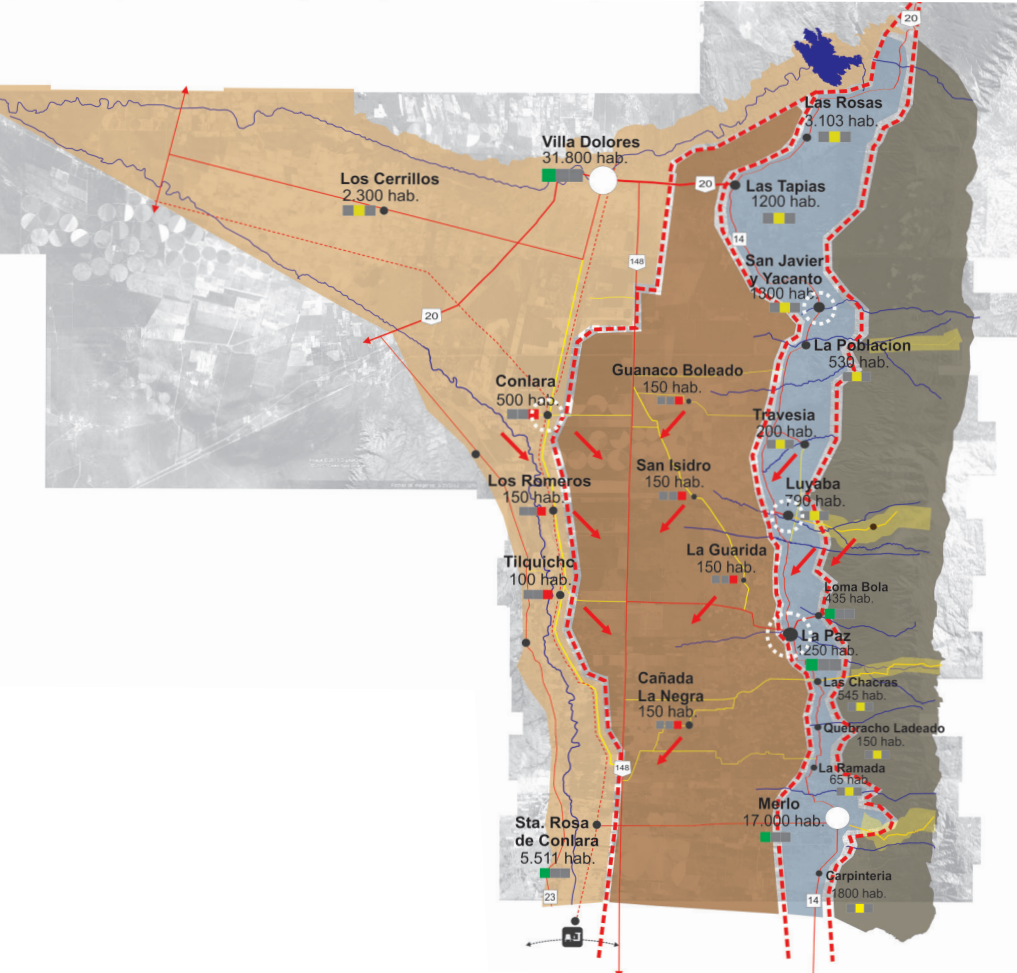 20
Las Rosas
3.103 hab.
Villa Dolores
31.800 hab.
Los Cerrillos
2.300 hab.
20
Las Tapias
1200 hab.
14
148
San Javier
y Yacanto
1300 hab.
20
La Poblacion
530 hab.
Guanaco Boleado
150 hab.
Conlara
500 hab.
Travesia
200 hab.
San Isidro
150 hab.
Los Romeros
150 hab.
Luyaba
790 hab.
La Guarida
150 hab.
Tilquicho
100 hab.
Loma Bola
435 hab.
La Paz
1250 hab.
Cañada
La Negra
150 hab.
Las Chacras
545 hab.
Quebracho Ladeado
150 hab.
148
La Ramada
65 hab.
Merlo
17.000 hab.
Sta. Rosa
de Conlara
5.511 hab.
Carpinteria
1800 hab.
23
14